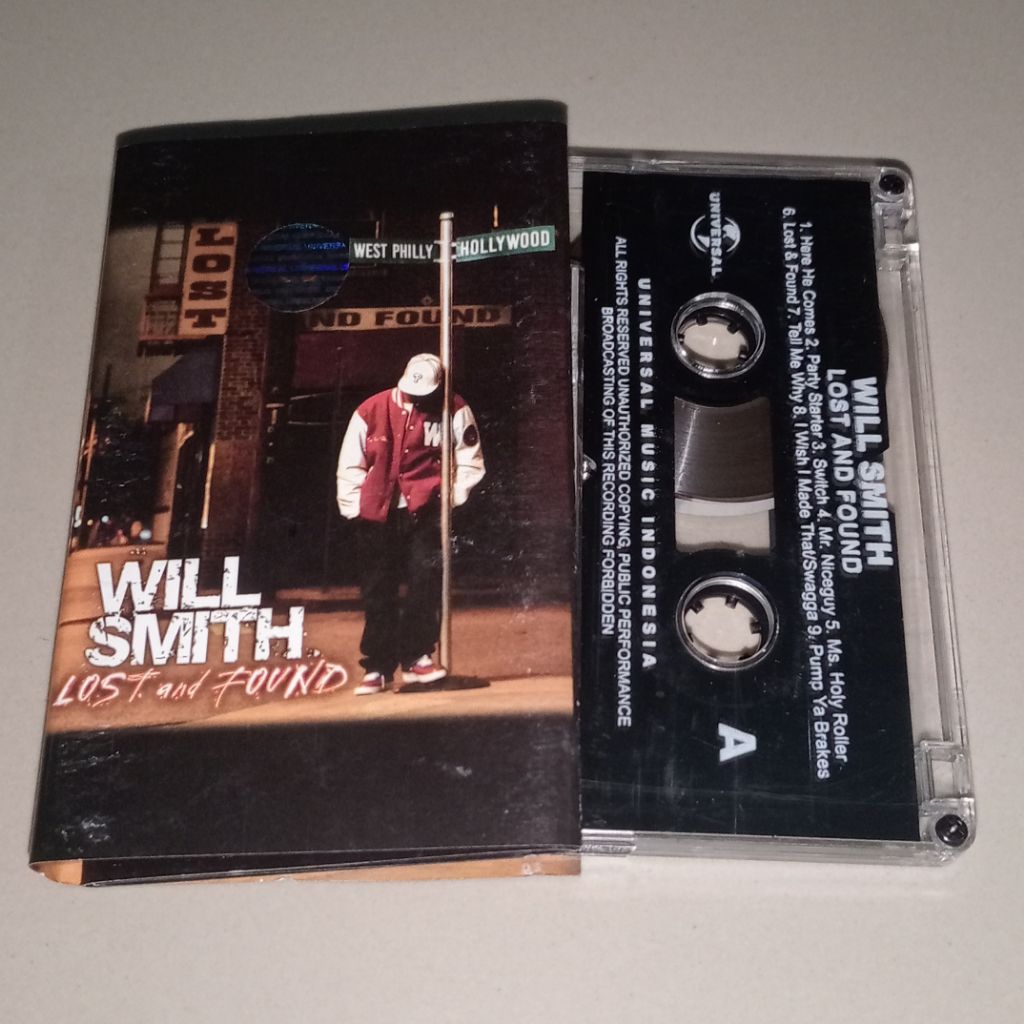 LOST
UNIVERSAL
WEST PHILLY
HOLLYWOOD
ND FOUND
W
WILL
SMITH
LOST and FOUND
WILL SMITH
LOST AND FOUND
1. Here He Comes 2. Party Starter 3. Switch 4. Mr. Niceguy 5. Ms. Holy Roller
6. Lost & Found 7. Tell Me Why 8. I Wish I Made That/Swagga 9. Pump Ya Brakes
UNIVERSAL
A
UNIVERSAL MUSIC INDONESIA
ALL RIGHTS RESERVED UNAUTHORIZED COPYING, PUBLIC PERFORMANCE
BROADCASTING OF THIS RECORDING FORBIDDEN